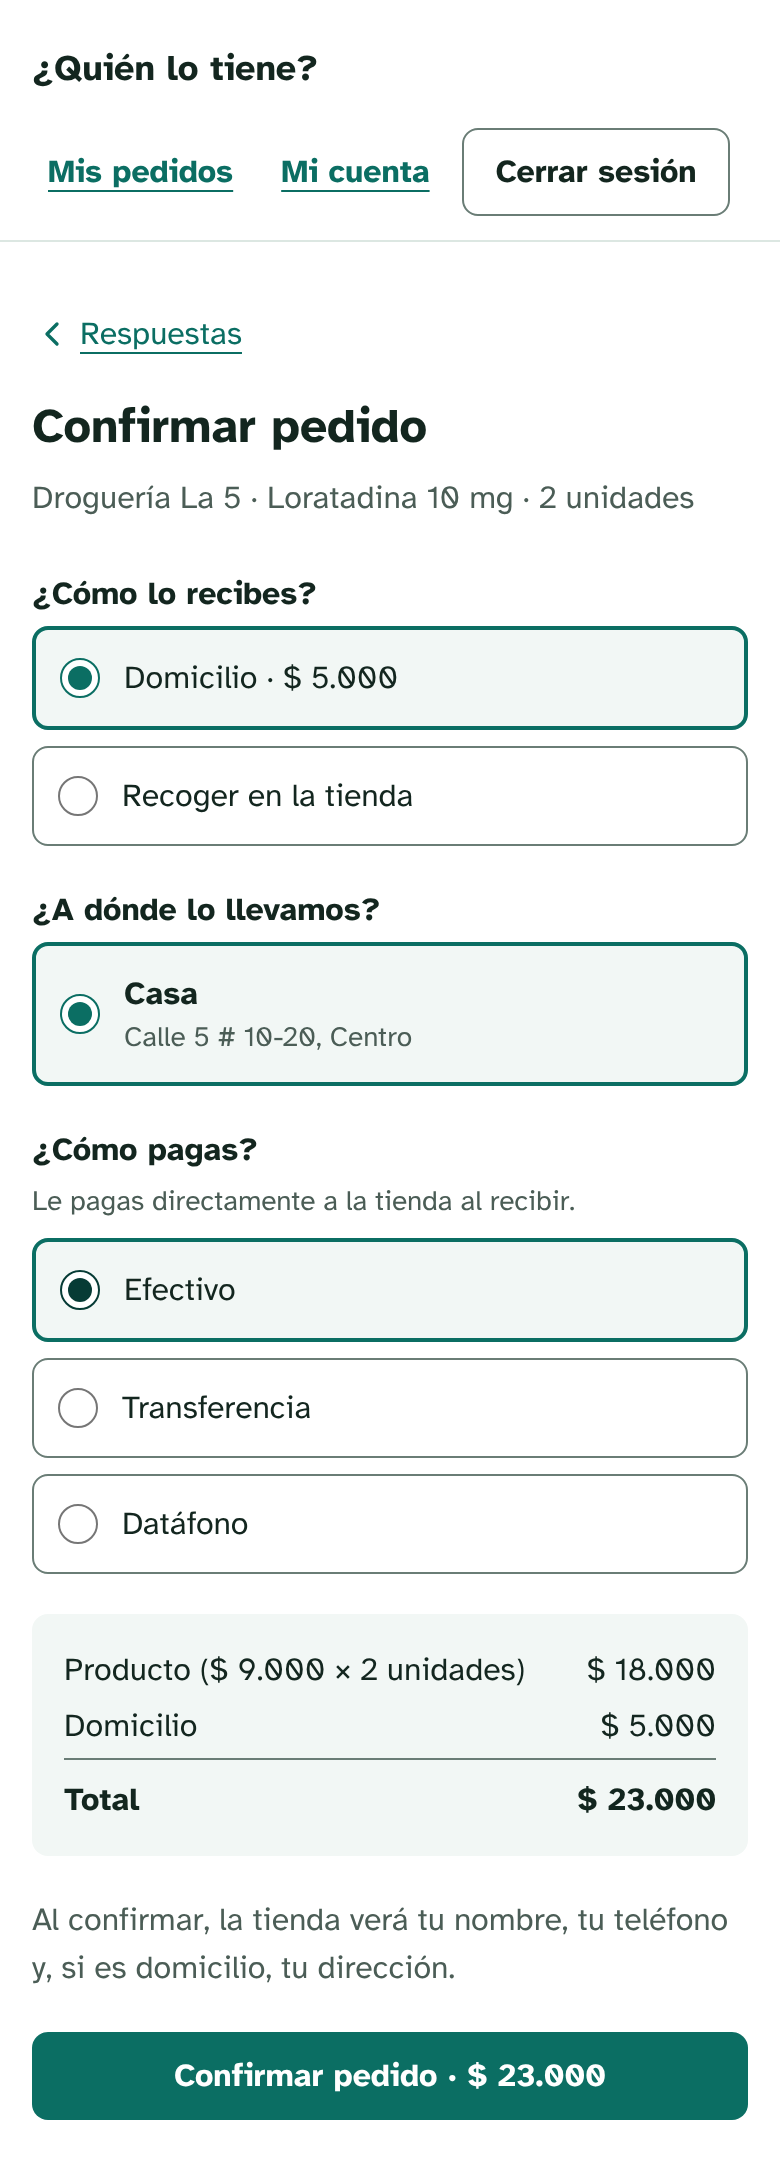 ¿Quién lo tiene?
Mis pedidos Mi cuenta Cerrar sesión
Respuestas
Confirmar pedido
Droguería La 5 · Loratadina 10 mg · 2 unidades
¿Cómo lo recibes?
Domicilio · $ 5.000
Recoger en la tienda
¿A dónde lo llevamos?
Casa
Calle 5 # 10-20, Centro
¿Cómo pagas?
Le pagas directamente a la tienda al recibir.
Efectivo
Transferencia
Datáfono
Producto ($ 9.000 × 2 unidades) $ 18.000
Domicilio $ 5.000
Total $ 23.000
Al confirmar, la tienda verá tu nombre, tu teléfono
y, si es domicilio, tu dirección.
Confirmar pedido · $ 23.000